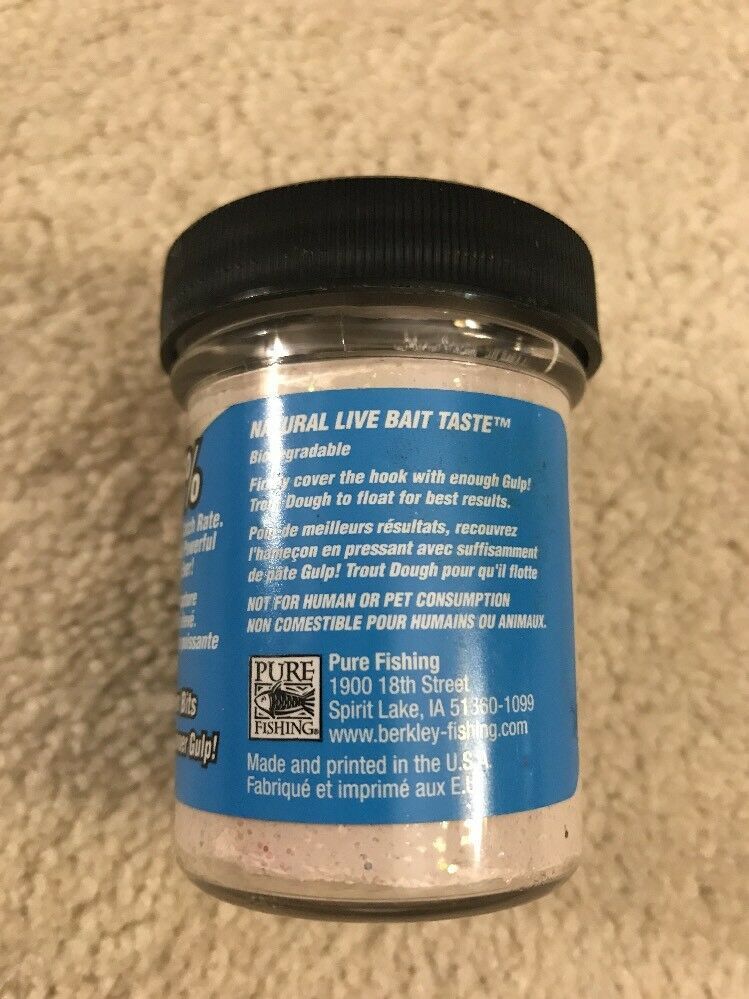 %
Rate.
NATURAL LIVE BAIT TASTE™
Biodegradable
Firmly cover the hook with enough Gulp!
Trout Dough to float for best results.
Pour de meilleurs résultats, recouvrez
l'hameçon en pressant avec suffisamment
de pâte Gulp! Trout Dough pour qu'il flotte
NOT FOR HUMAN OR PET CONSUMPTION
NON COMESTIBLE POUR HUMAINS OU ANIMAUX.
Bits
Gulp!
PURE
FISHING®
Pure Fishing
1900 18th Street
Spirit Lake, IA 51360-1099
www.berkley-fishing.com
Made and printed in the U.S.A.
Fabriqué et imprimé aux E.U.